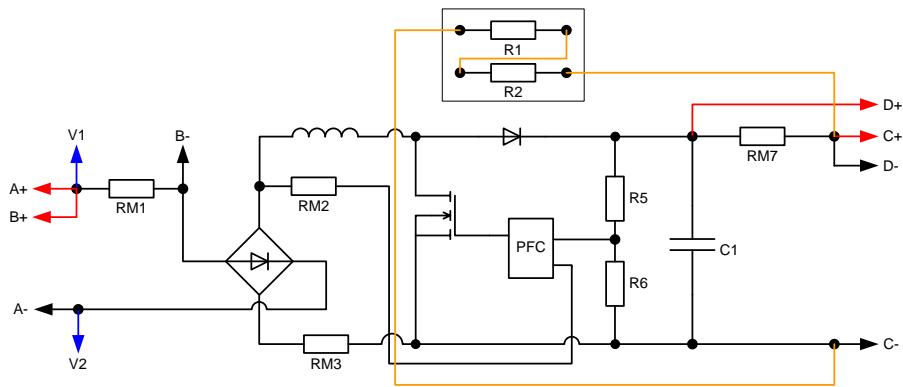 R1
R2
D+
V1
B-
C+
RM7
D-
A+
RM1
RM2
B+
R5
PFC
C1
R6
A-
V2
RM3
C-